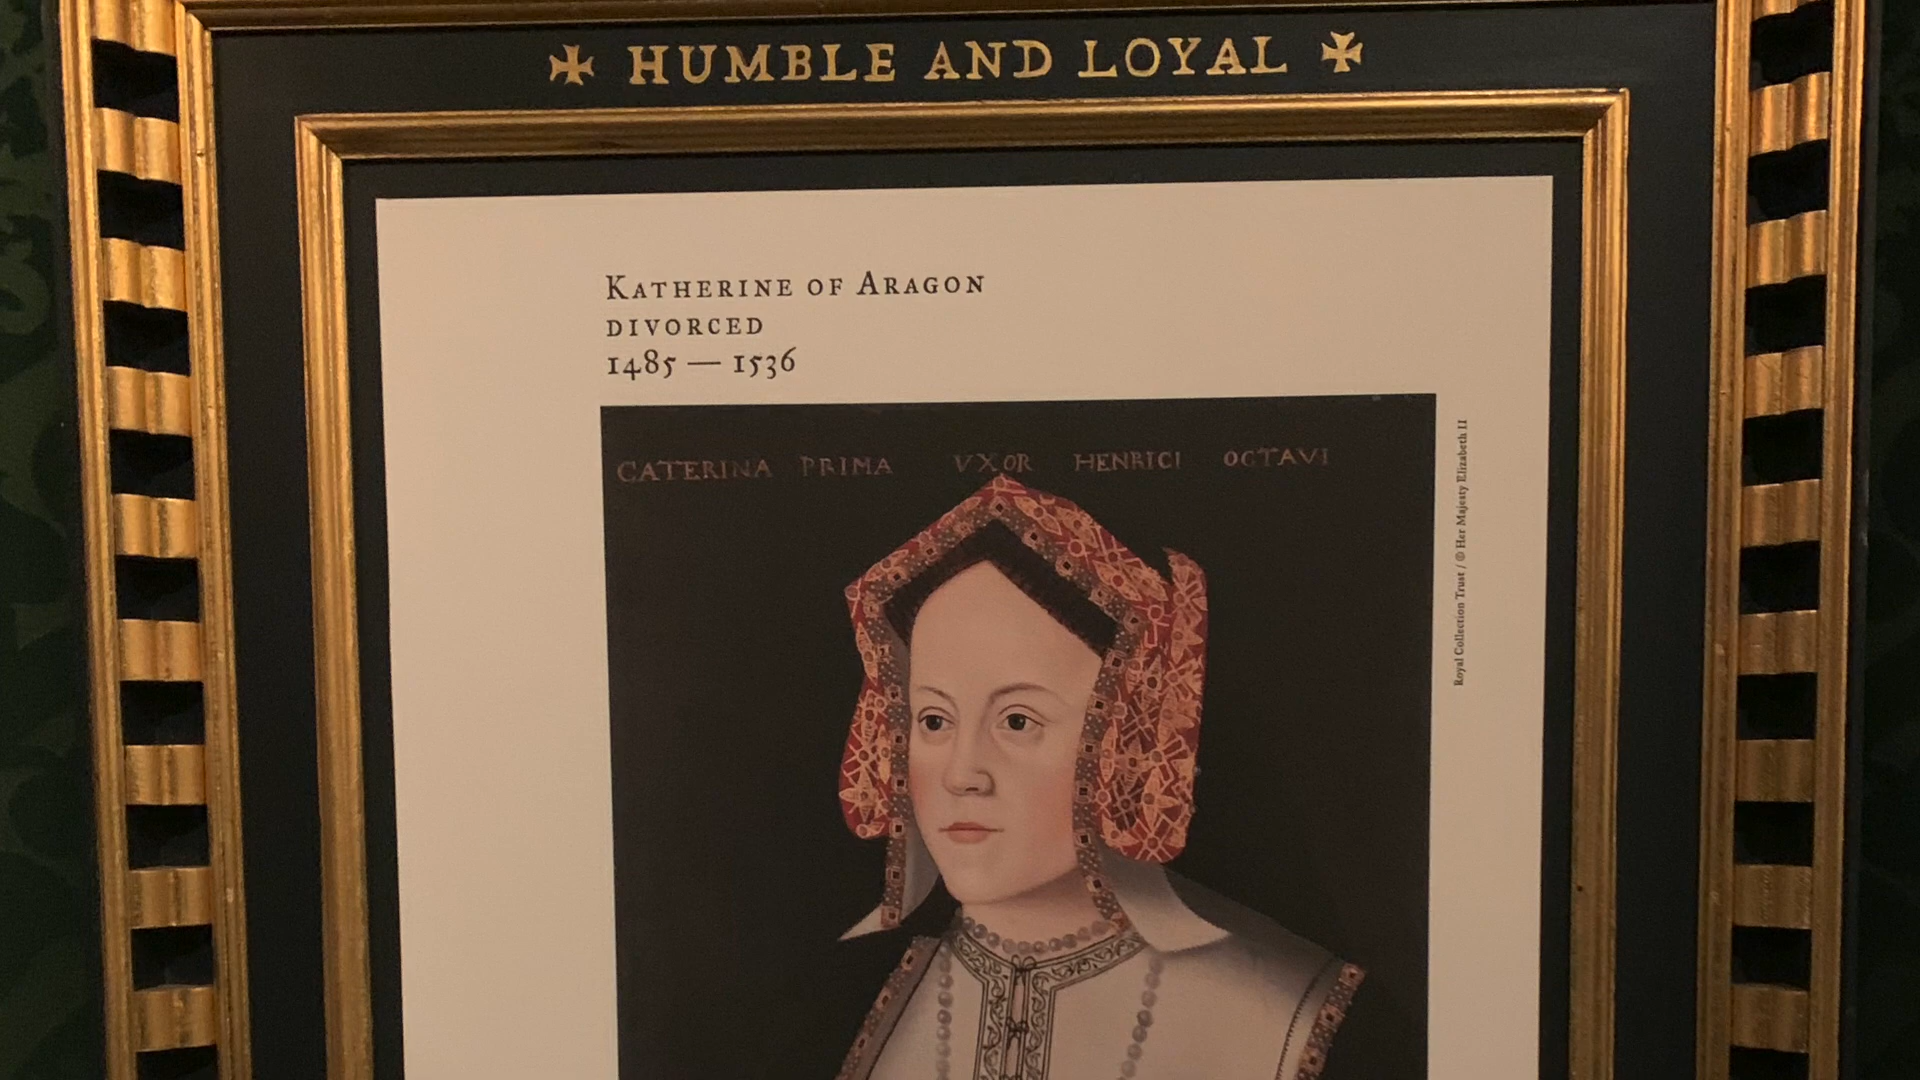 ✠ HUMBLE AND LOYAL ✠
KATHERINE OF ARAGON
DIVORCED
1485 — 1536
CATERINA PRIMA VXOR HENRICI OCTAVI
Royal Collection Trust / © Her Majesty Elizabeth II